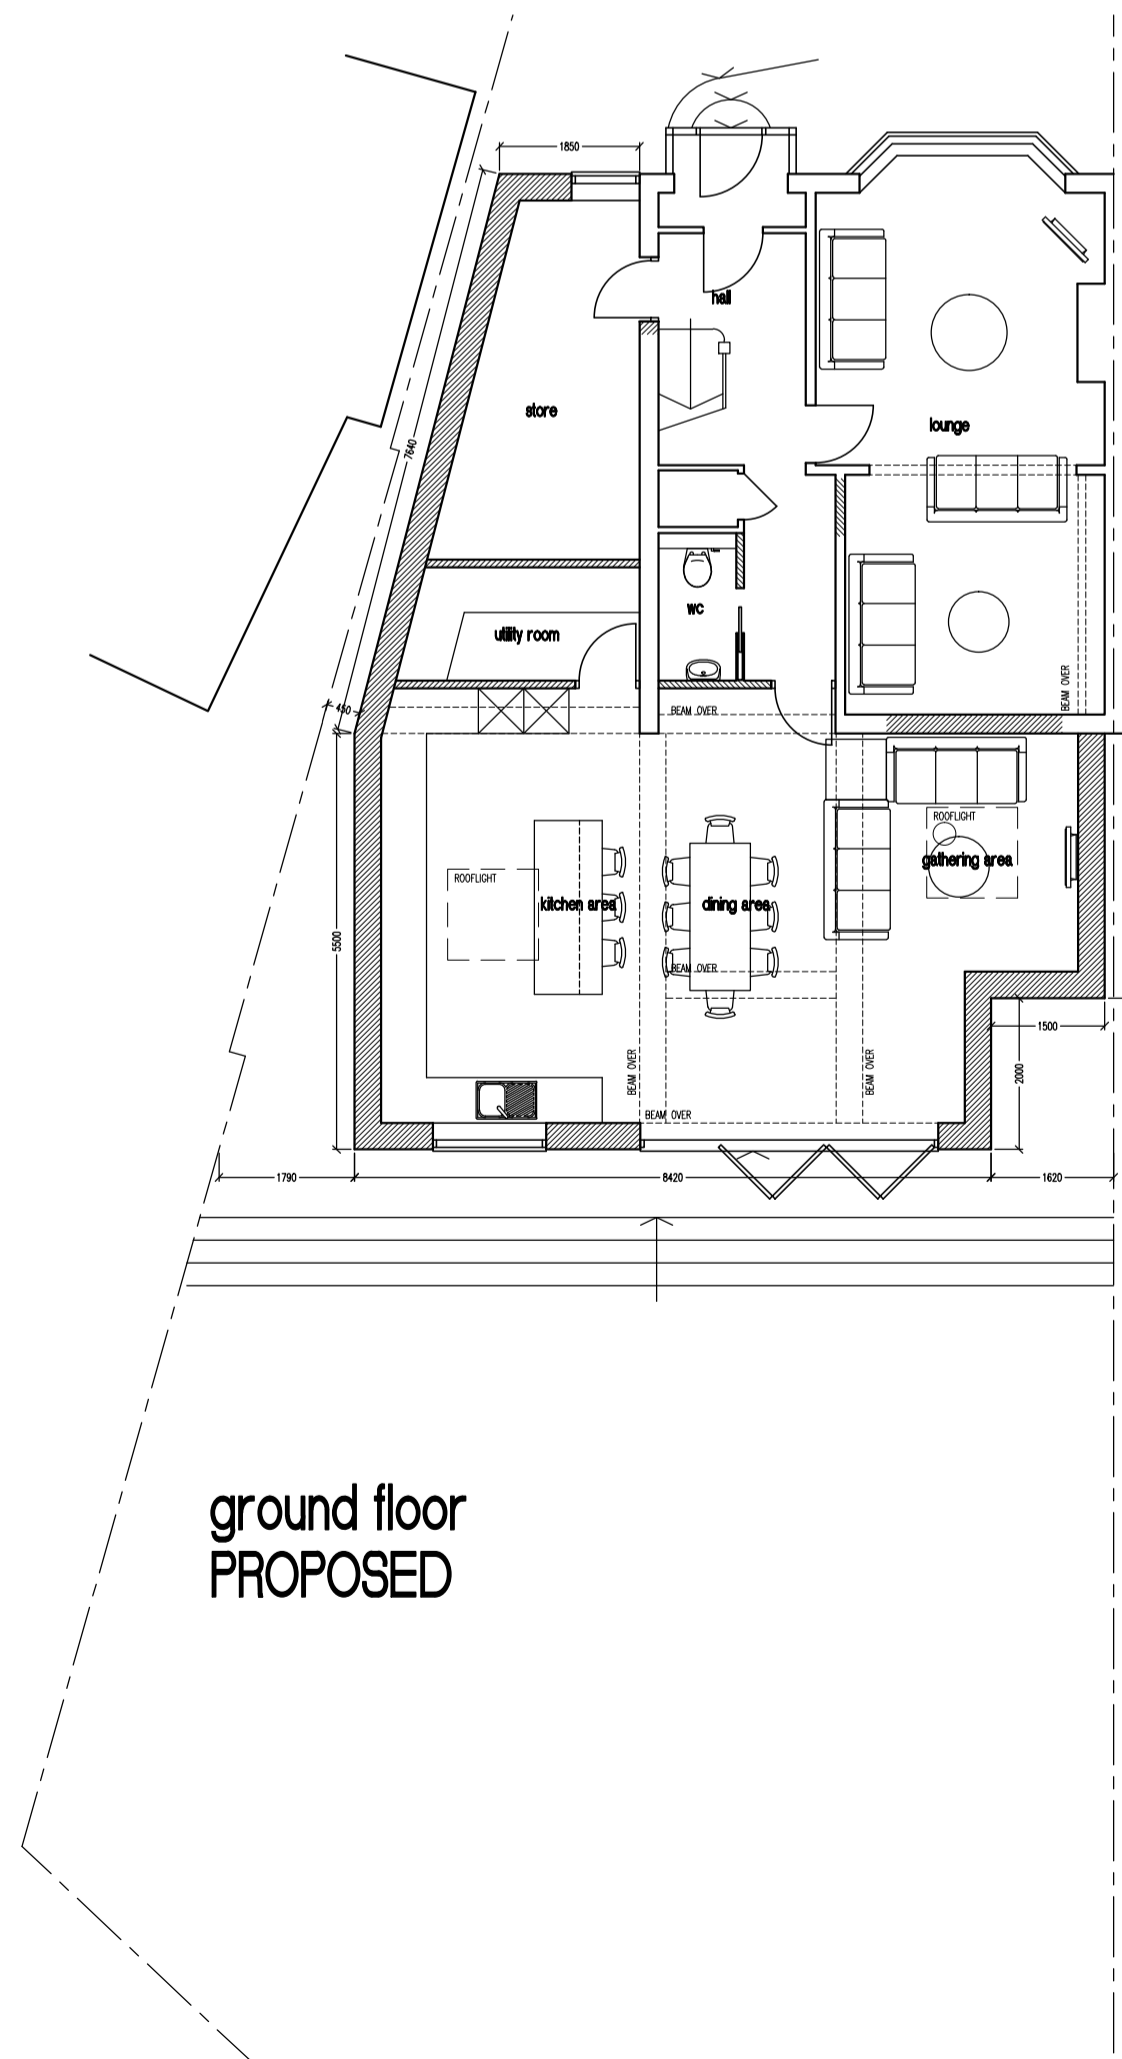 1850
hall
store
lounge
7640
wc
utility room
BEAM OVER
450
BEAM OVER
ROOFLIGHT
gathering area
ROOFLIGHT
kitchen area
dining area
5500
BEAM OVER
1500
2000
BEAM OVER
BEAM OVER
BEAM OVER
1790
8420
1620
ground floor
PROPOSED